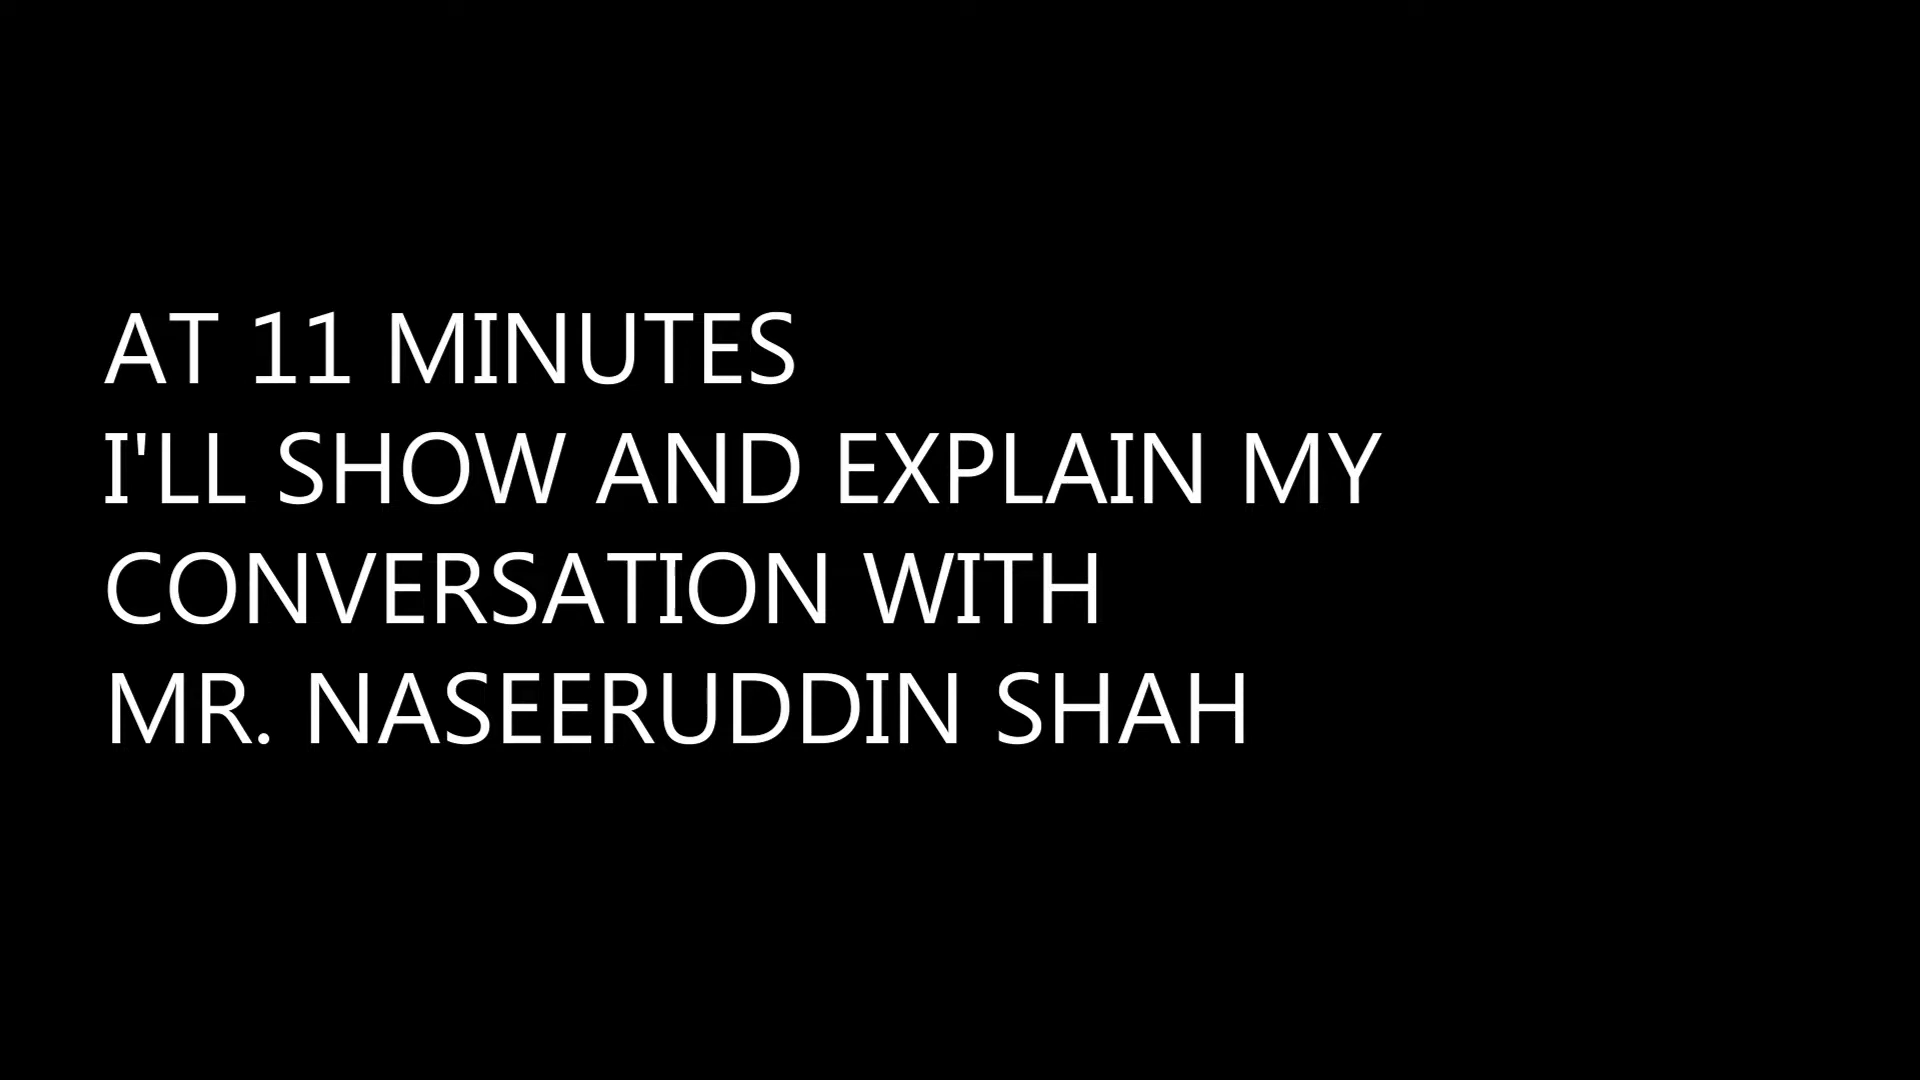 AT 11 MINUTES
I'LL SHOW AND EXPLAIN MY
CONVERSATION WITH
MR. NASEERUDDIN SHAH